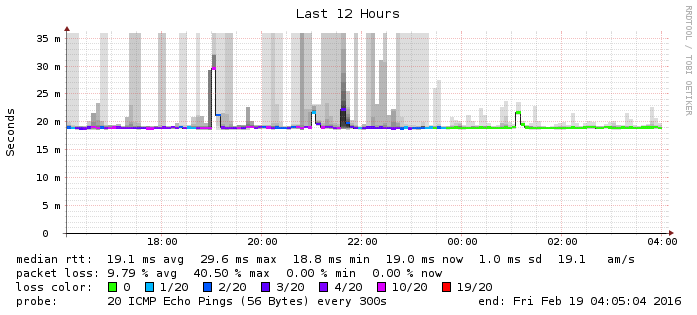 Last 12 Hours
RRDTOOL / TOBI OETIKER
Seconds
35 m
30 m
25 m
20 m
15 m
10 m
5 m
0
18:00 20:00 22:00 00:00 02:00 04:00
median rtt: 19.1 ms avg 29.6 ms max 18.8 ms min 19.0 ms now 1.0 ms sd 19.1 am/s
packet loss: 9.79 % avg 40.50 % max 0.00 % min 0.00 % now
loss color: 0 1/20 2/20 3/20 4/20 10/20 19/20
probe: 20 ICMP Echo Pings (56 Bytes) every 300s end: Fri Feb 19 04:05:04 2016